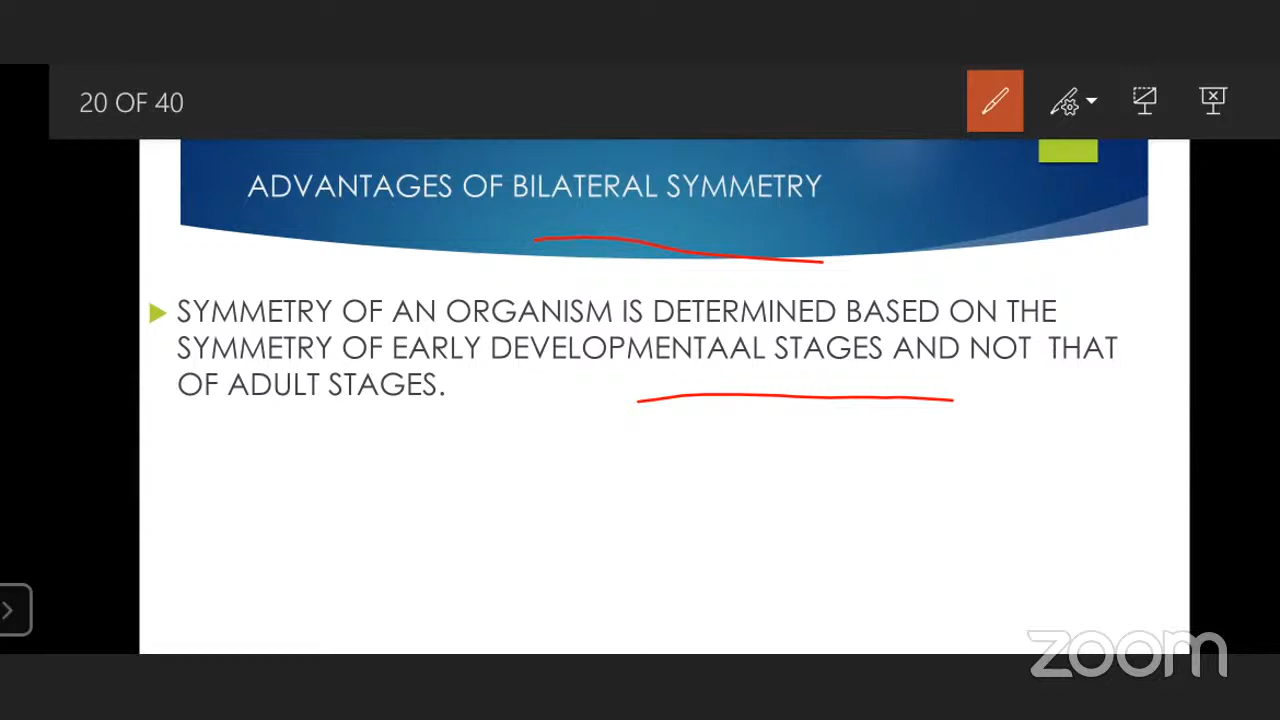 20 OF 40
ADVANTAGES OF BILATERAL SYMMETRY
SYMMETRY OF AN ORGANISM IS DETERMINED BASED ON THE
SYMMETRY OF EARLY DEVELOPMENTAAL STAGES AND NOT THAT
OF ADULT STAGES.
zoom